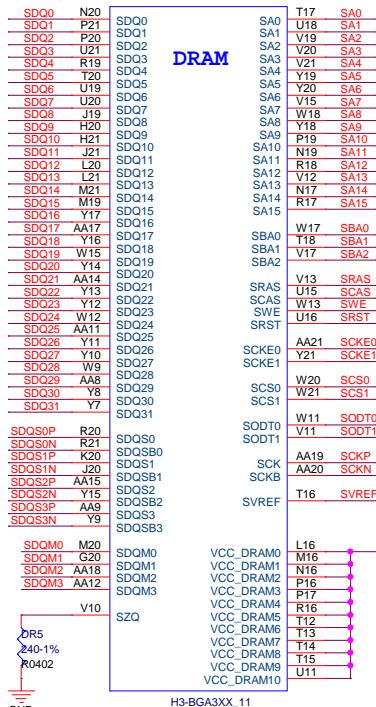 DRAM
SDQ0 N20 SDQ0 SA0 T17 SA0
SDQ1 P21 SDQ1 SA1 U18 SA1
SDQ2 P20 SDQ2 SA2 V19 SA2
SDQ3 U21 SDQ3 SA3 V20 SA3
SDQ4 R19 SDQ4 SA4 V21 SA4
SDQ5 T20 SDQ5 SA5 Y19 SA5
SDQ6 U19 SDQ6 SA6 Y20 SA6
SDQ7 U20 SDQ7 SA7 V15 SA7
SDQ8 J19 SDQ8 SA8 W18 SA8
SDQ9 H20 SDQ9 SA9 Y18 SA9
SDQ10 H21 SDQ10 SA10 P19 SA10
SDQ11 J21 SDQ11 SA11 N19 SA11
SDQ12 L20 SDQ12 SA12 R18 SA12
SDQ13 L21 SDQ13 SA13 V12 SA13
SDQ14 M21 SDQ14 SA14 N17 SA14
SDQ15 M19 SDQ15 SA15 R17 SA15
SDQ16 Y17 SDQ16
SDQ17 AA17 SDQ17 SBA0 W17 SBA0
SDQ18 Y16 SDQ18 SBA1 T18 SBA1
SDQ19 W15 SDQ19 SBA2 V17 SBA2
SDQ20 Y14 SDQ20
SDQ21 AA14 SDQ21 SRAS V13 SRAS
SDQ22 Y13 SDQ22 SCAS U15 SCAS
SDQ23 Y12 SDQ23 SWE W13 SWE
SDQ24 W12 SDQ24 SRST U16 SRST
SDQ25 AA11 SDQ25
SDQ26 Y11 SDQ26 SCKE0 AA21 SCKE0
SDQ27 Y10 SDQ27 SCKE1 Y21 SCKE1
SDQ28 W9 SDQ28
SDQ29 AA8 SDQ29 SCS0 W20 SCS0
SDQ30 Y8 SDQ30 SCS1 W21 SCS1
SDQ31 Y7 SDQ31
SODT0 W11 SODT0
SDQS0P R20 SDQS0 SODT1 V11 SODT1
SDQS0N R21 SDQSB0
SDQS1P K20 SDQS1 SCK AA19 SCKP
SDQS1N J20 SDQSB1 SCKB AA20 SCKN
SDQS2P AA15 SDQS2
SDQS2N Y15 SDQSB2 SVREF T16 SVREF
SDQS3P AA9 SDQS3
SDQS3N Y9 SDQSB3
SDQM0 M20 SDQM0 VCC_DRAM0 L16
SDQM1 G20 SDQM1 VCC_DRAM1 M16
SDQM2 AA18 SDQM2 VCC_DRAM2 N16
SDQM3 AA12 SDQM3 VCC_DRAM3 P16
VCC_DRAM4 P17
V10 SZQ VCC_DRAM5 R16
VCC_DRAM6 T12
DR5 VCC_DRAM7 T13
240-1% VCC_DRAM8 T14
R0402 VCC_DRAM9 T15
VCC_DRAM10 U11
H3-BGA3XX_11